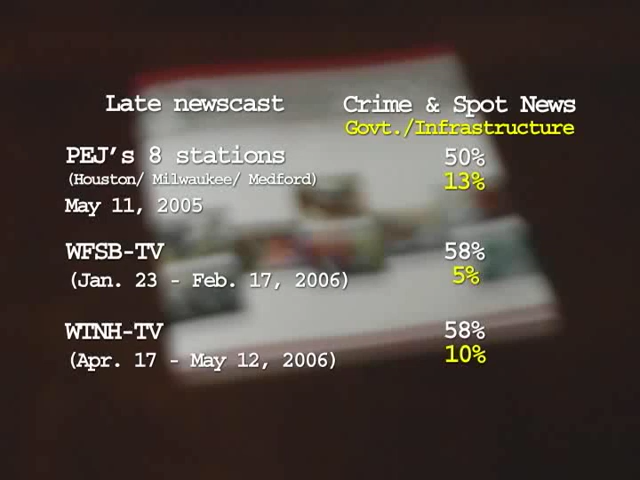 Late newscast Crime & Spot News
Govt./Infrastructure
PEJ's 8 stations 50%
(Houston/ Milwaukee/ Medford) 13%
May 11, 2005
WFSB-TV 58%
(Jan. 23 - Feb. 17, 2006) 5%
WTNH-TV 58%
(Apr. 17 - May 12, 2006) 10%